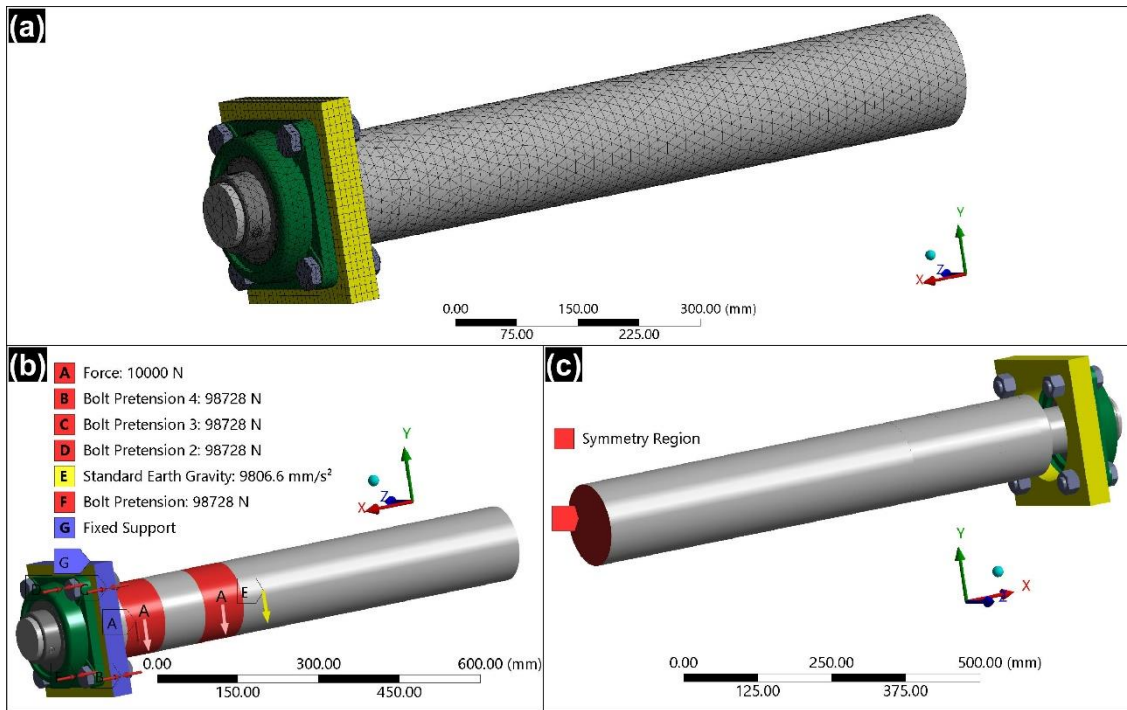 (a)
Y
Z
X
0.00 150.00 300.00 (mm)
75.00 225.00
(b)
A Force: 10000 N
B Bolt Pretension 4: 98728 N
C Bolt Pretension 3: 98728 N
D Bolt Pretension 2: 98728 N
E Standard Earth Gravity: 9806.6 mm/s²
F Bolt Pretension: 98728 N
G Fixed Support
Y
Z
X
G
A
A
A
E
0.00 300.00 600.00 (mm)
150.00 450.00
(c)
Symmetry Region
Y
X
Z
0.00 250.00 500.00 (mm)
125.00 375.00